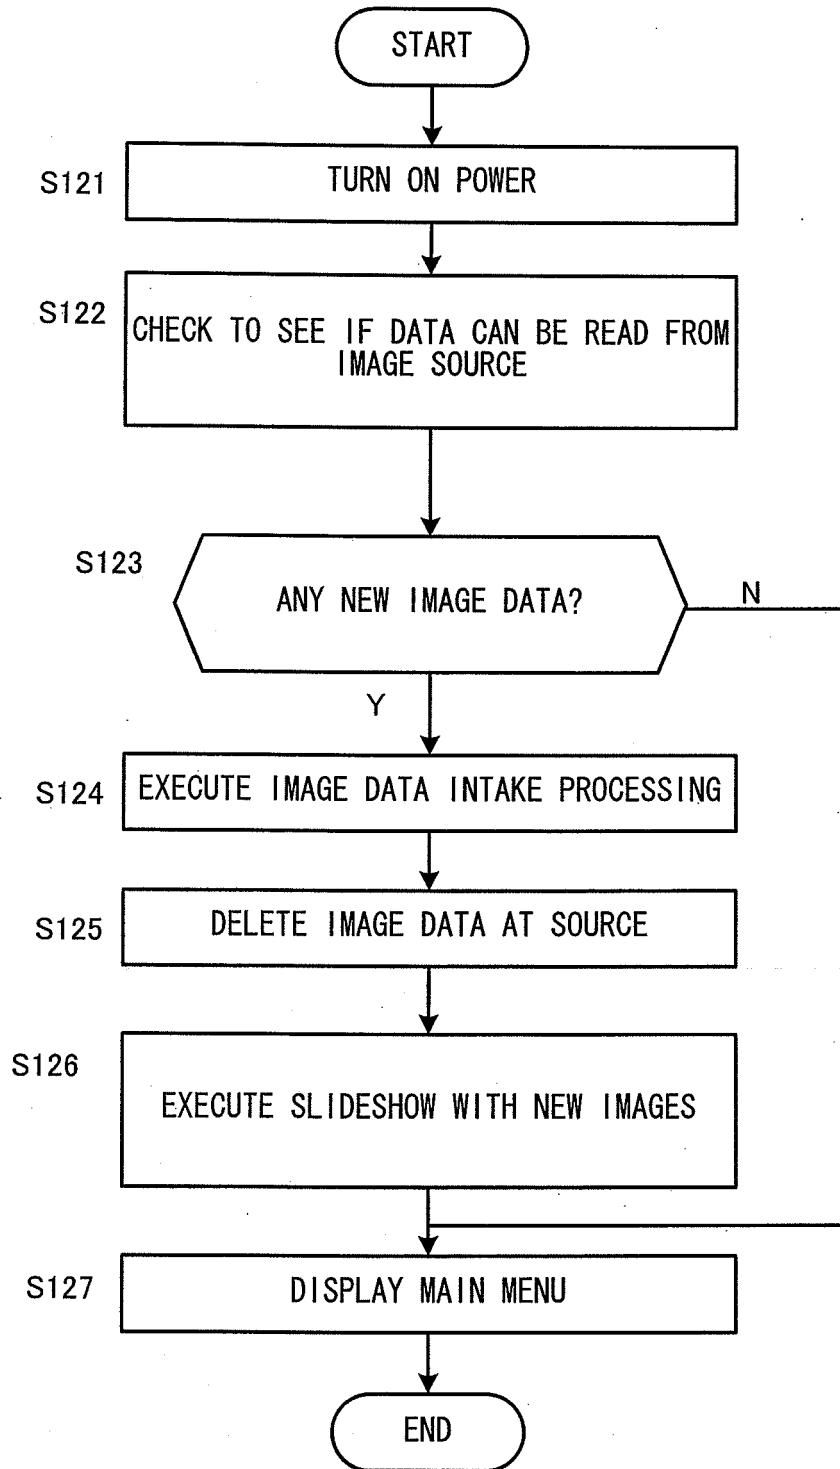 START
S121
TURN ON POWER
S122
CHECK TO SEE IF DATA CAN BE READ FROM
IMAGE SOURCE
S123
ANY NEW IMAGE DATA?
N
Y
S124
EXECUTE IMAGE DATA INTAKE PROCESSING
S125
DELETE IMAGE DATA AT SOURCE
S126
EXECUTE SLIDESHOW WITH NEW IMAGES
S127
DISPLAY MAIN MENU
END